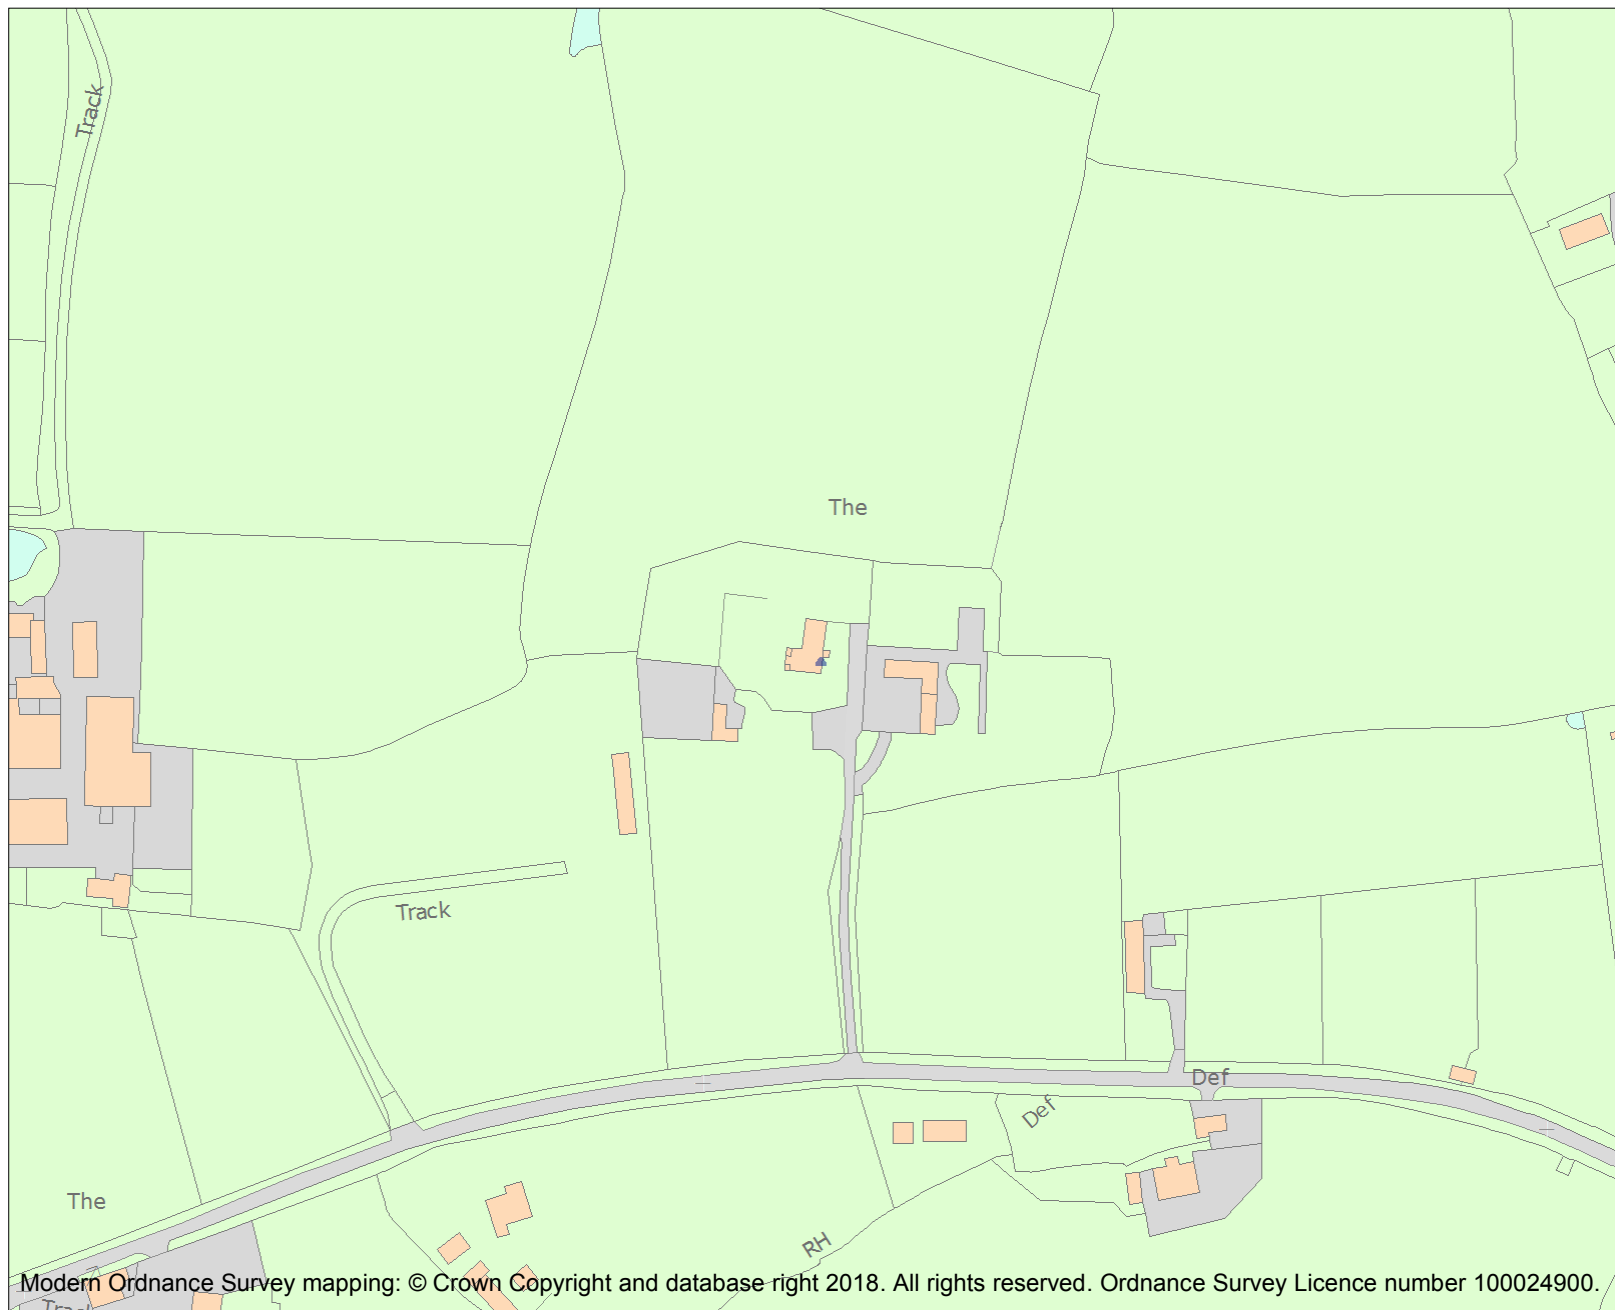 Track
The
Track
Def
Def
The
RH
Modern Ordnance Survey mapping: © Crown Copyright and database right 2018. All rights reserved. Ordnance Survey Licence number 100024900.
Track